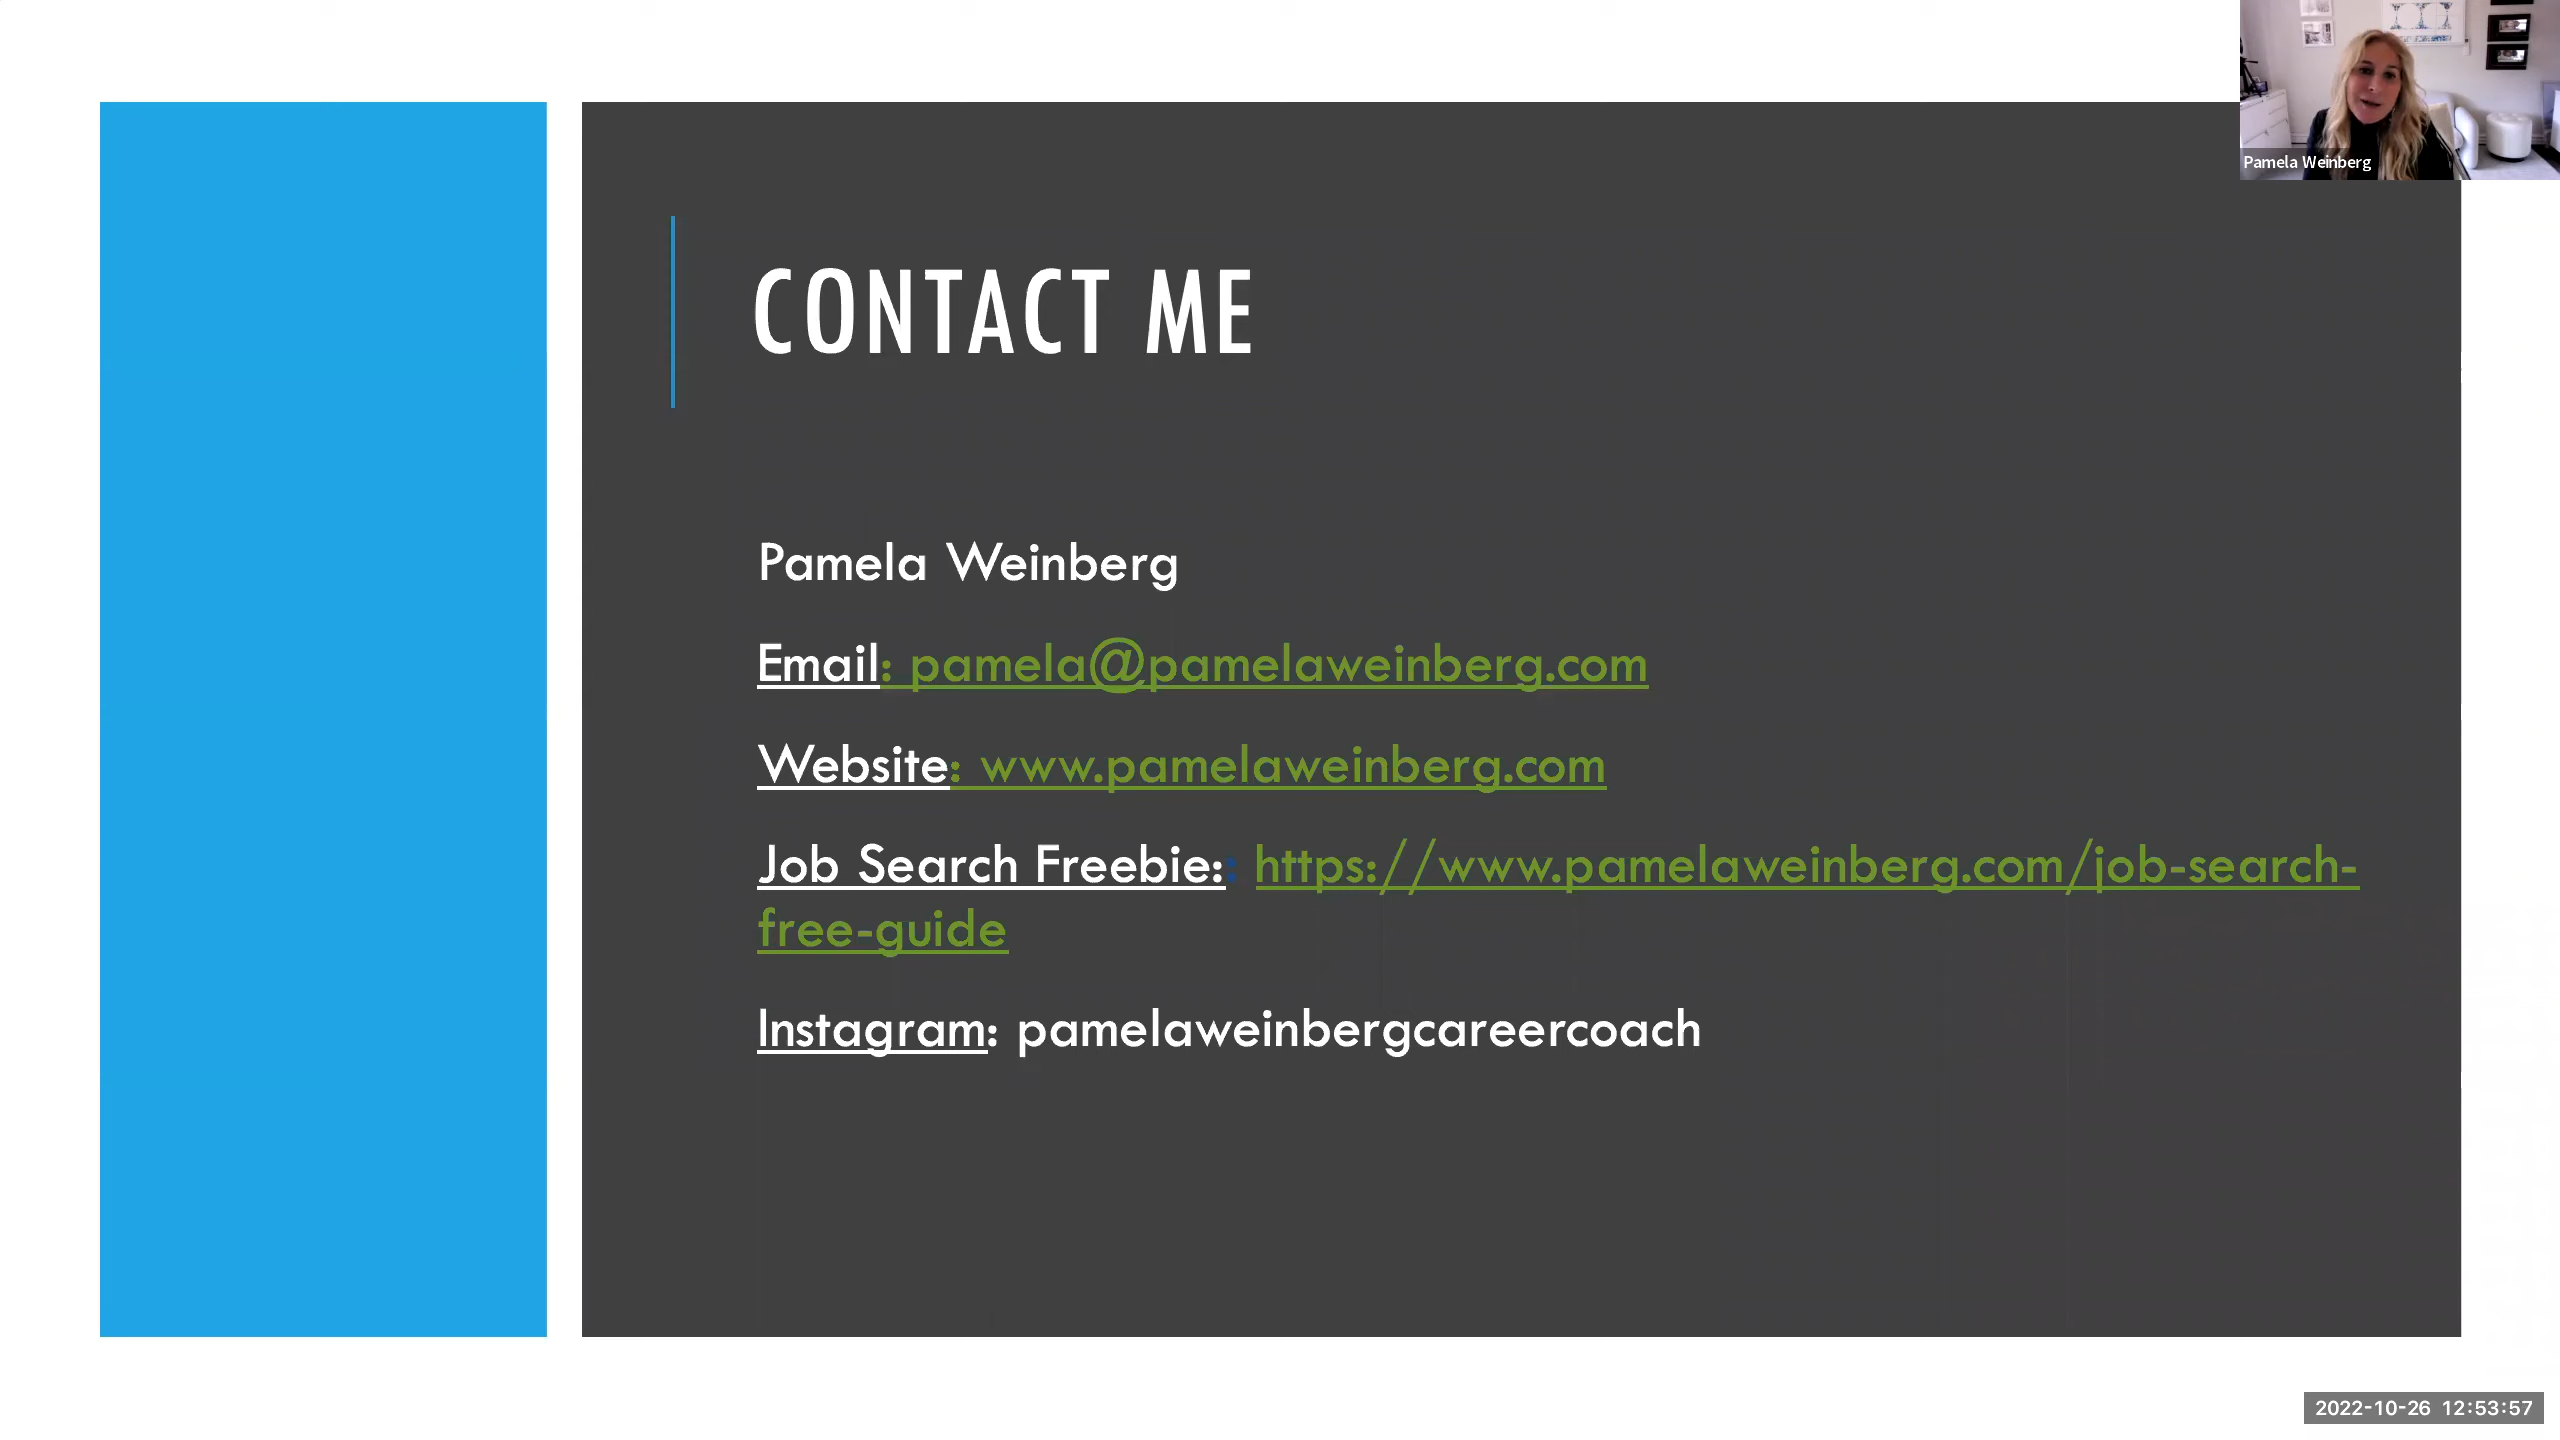 Pamela Weinberg
CONTACT ME
Pamela Weinberg
Email: pamela@pamelaweinberg.com
Website: www.pamelaweinberg.com
Job Search Freebie:: https://www.pamelaweinberg.com/job-search-
free-guide
Instagram: pamelaweinbergcareercoach
2022-10-26 12:53:57